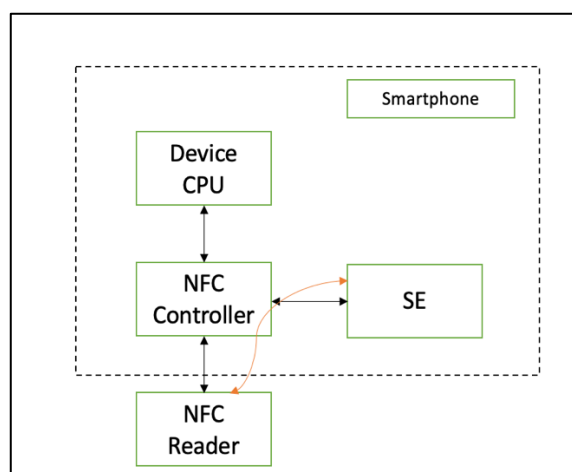 Smartphone
Device
CPU
NFC
Controller
SE
NFC
Reader